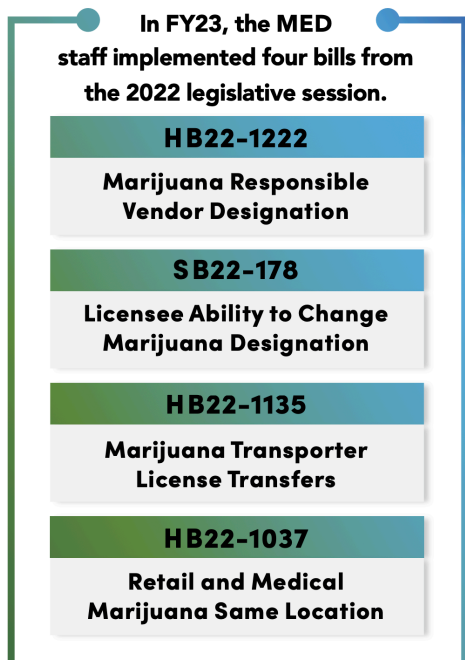 In FY23, the MED
staff implemented four bills from
the 2022 legislative session.
HB22-1222
Marijuana Responsible
Vendor Designation
SB22-178
Licensee Ability to Change
Marijuana Designation
HB22-1135
Marijuana Transporter
License Transfers
HB22-1037
Retail and Medical
Marijuana Same Location